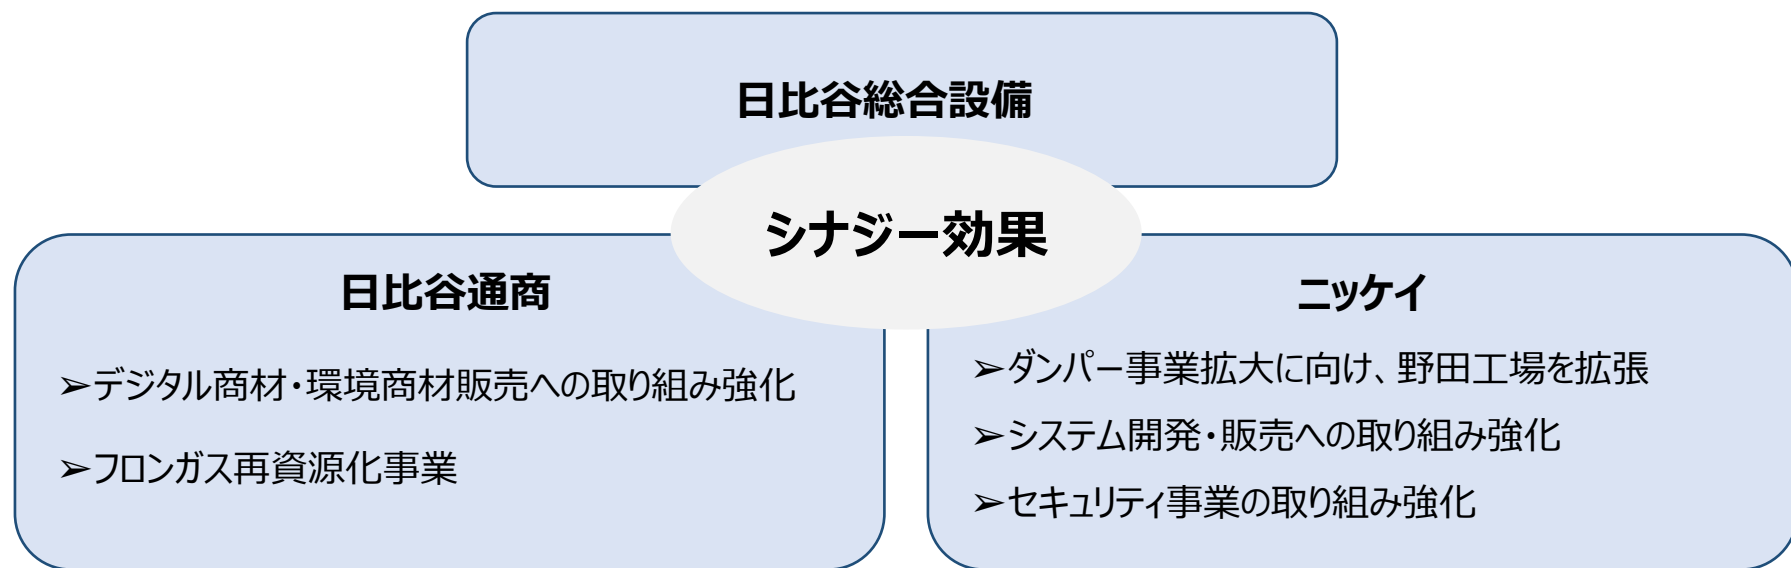 日比谷総合設備
シナジー効果
日比谷通商
➢デジタル商材・環境商材販売への取り組み強化
➢フロンガス再資源化事業
ニッケイ
➢ダンパー事業拡大に向け、野田工場を拡張
➢システム開発・販売への取り組み強化
➢セキュリティ事業の取り組み強化